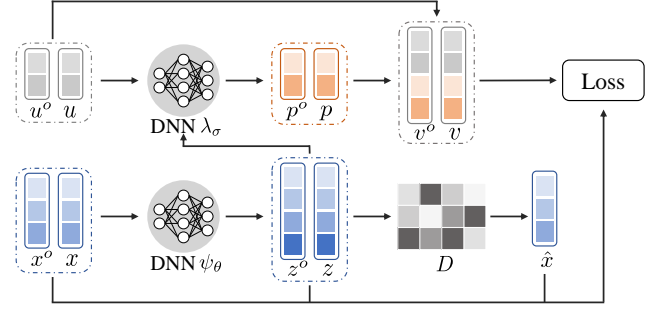 u^o u
DNN λ_σ
p^o p
v^o v
Loss
x^o x
DNN ψ_θ
z^o z
D
x̂